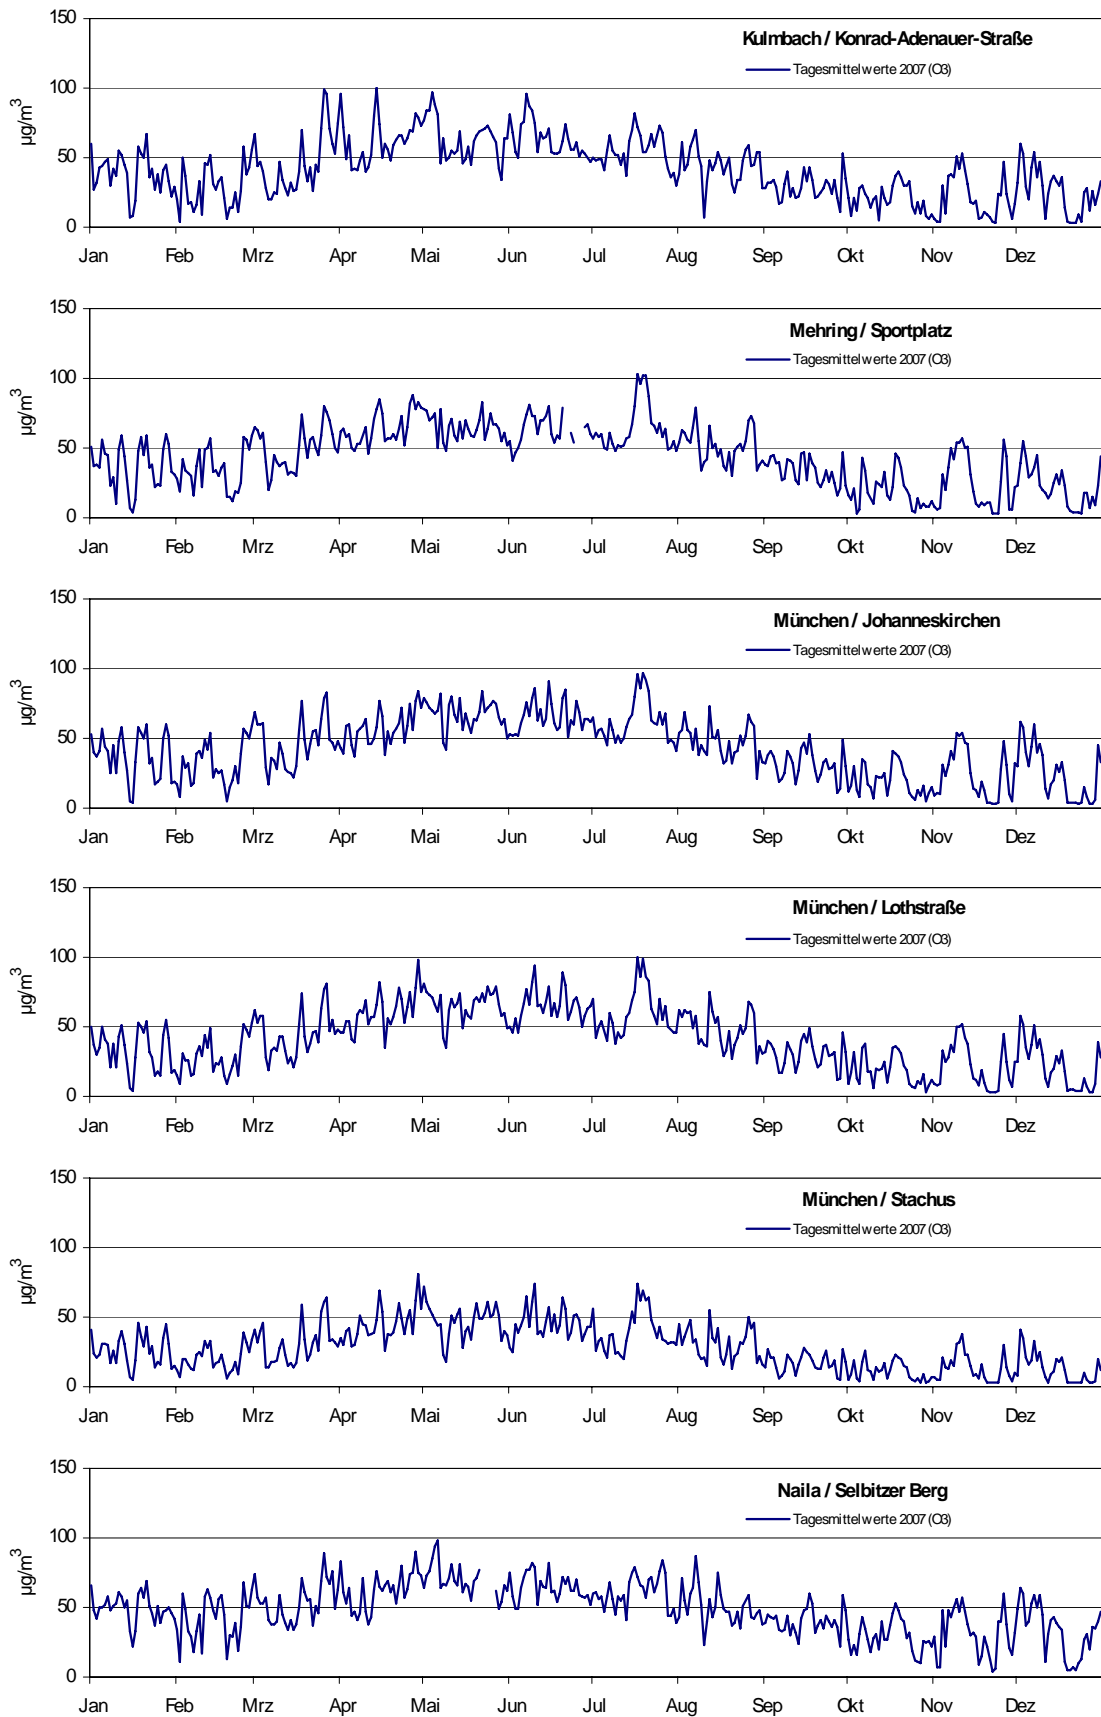 150
Kulmbach / Konrad-Adenauer-Straße
Tagesmittelwerte 2007 (O3)
100
µg/m³
50
0
Jan Feb Mrz Apr Mai Jun Jul Aug Sep Okt Nov Dez
150
Mehring / Sportplatz
Tagesmittelwerte 2007 (O3)
100
µg/m³
50
0
Jan Feb Mrz Apr Mai Jun Jul Aug Sep Okt Nov Dez
150
München / Johanneskirchen
Tagesmittelwerte 2007 (O3)
100
µg/m³
50
0
Jan Feb Mrz Apr Mai Jun Jul Aug Sep Okt Nov Dez
150
München / Lothstraße
Tagesmittelwerte 2007 (O3)
100
µg/m³
50
0
Jan Feb Mrz Apr Mai Jun Jul Aug Sep Okt Nov Dez
150
München / Stachus
Tagesmittelwerte 2007 (O3)
100
µg/m³
50
0
Jan Feb Mrz Apr Mai Jun Jul Aug Sep Okt Nov Dez
150
Naila / Selbitzer Berg
Tagesmittelwerte 2007 (O3)
100
µg/m³
50
0
Jan Feb Mrz Apr Mai Jun Jul Aug Sep Okt Nov Dez